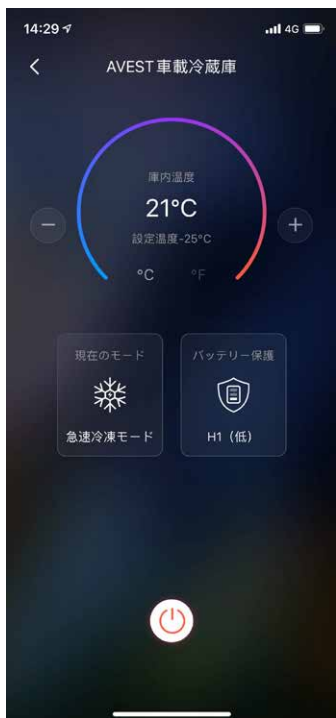 14:29
4G
AVEST車載冷蔵庫
庫内温度
21°C
設定温度-25°C
°C °F
現在のモード バッテリー保護
急速冷凍モード H1（低）